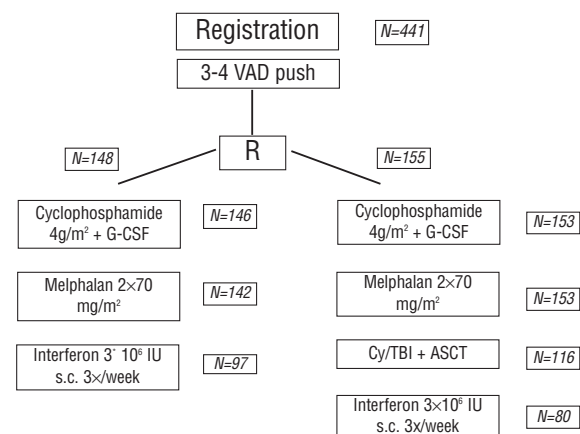 Registration
N=441
3-4 VAD push
R
N=148
N=155
Cyclophosphamide
4g/m² + G-CSF
N=146
Cyclophosphamide
4g/m² + G-CSF
N=153
Melphalan 2×70
mg/m²
N=142
Melphalan 2×70
mg/m²
N=153
Interferon 3ˆ 10⁶ IU
s.c. 3×/week
N=97
Cy/TBI + ASCT
N=116
Interferon 3×10⁶ IU
s.c. 3x/week
N=80